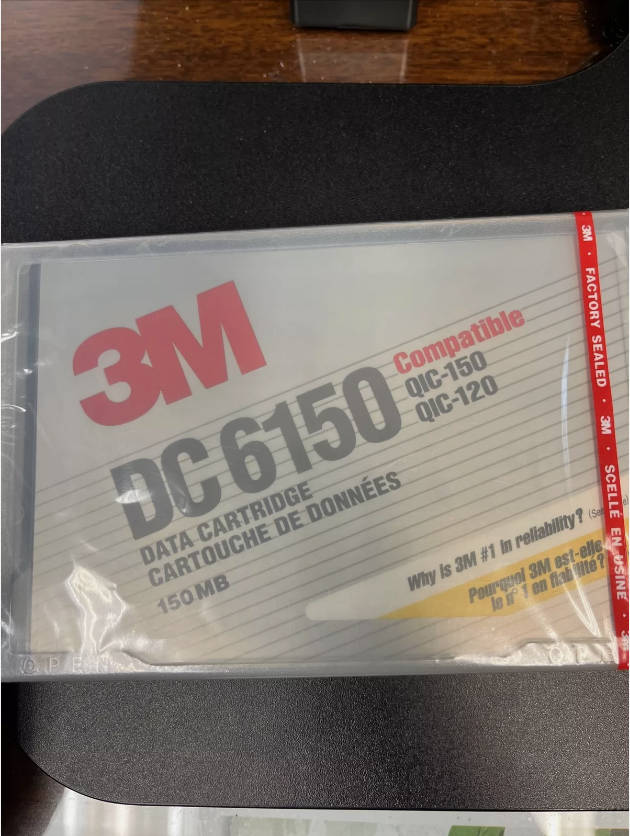 3M
DC 6150
Compatible
QIC-150
QIC-120
DATA CARTRIDGE
CARTOUCHE DE DONNÉES
150 MB
Why is 3M #1 in reliability?
Pourquoi 3M est-elle
le n° 1 en fiabilité?
3M · FACTORY SEALED · 3M · SCELLÉ EN USINE · 3M
OPEN